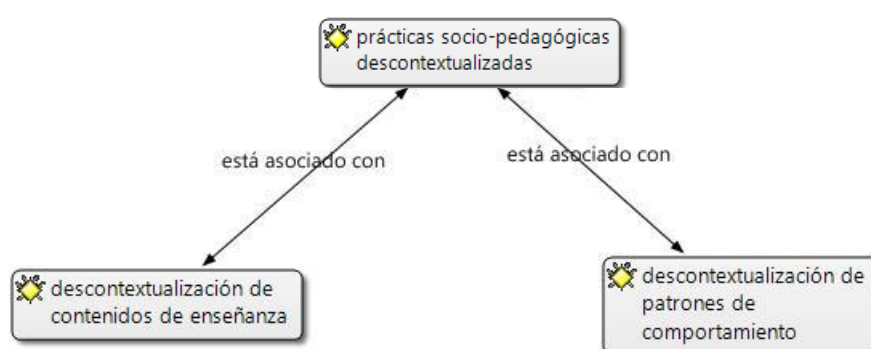 prácticas socio-pedagógicas
descontextualizadas
está asociado con
está asociado con
descontextualización de
contenidos de enseñanza
descontextualización de
patrones de
comportamiento